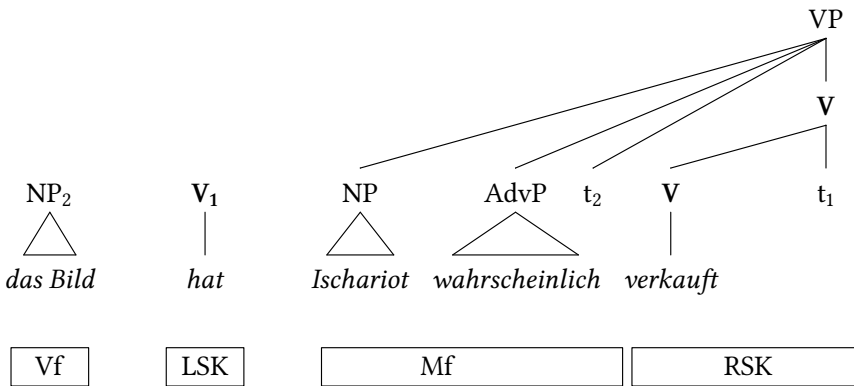 VP
V
NP₂ V₁ NP AdvP t₂ V t₁
das Bild hat Ischariot wahrscheinlich verkauft
Vf LSK Mf RSK